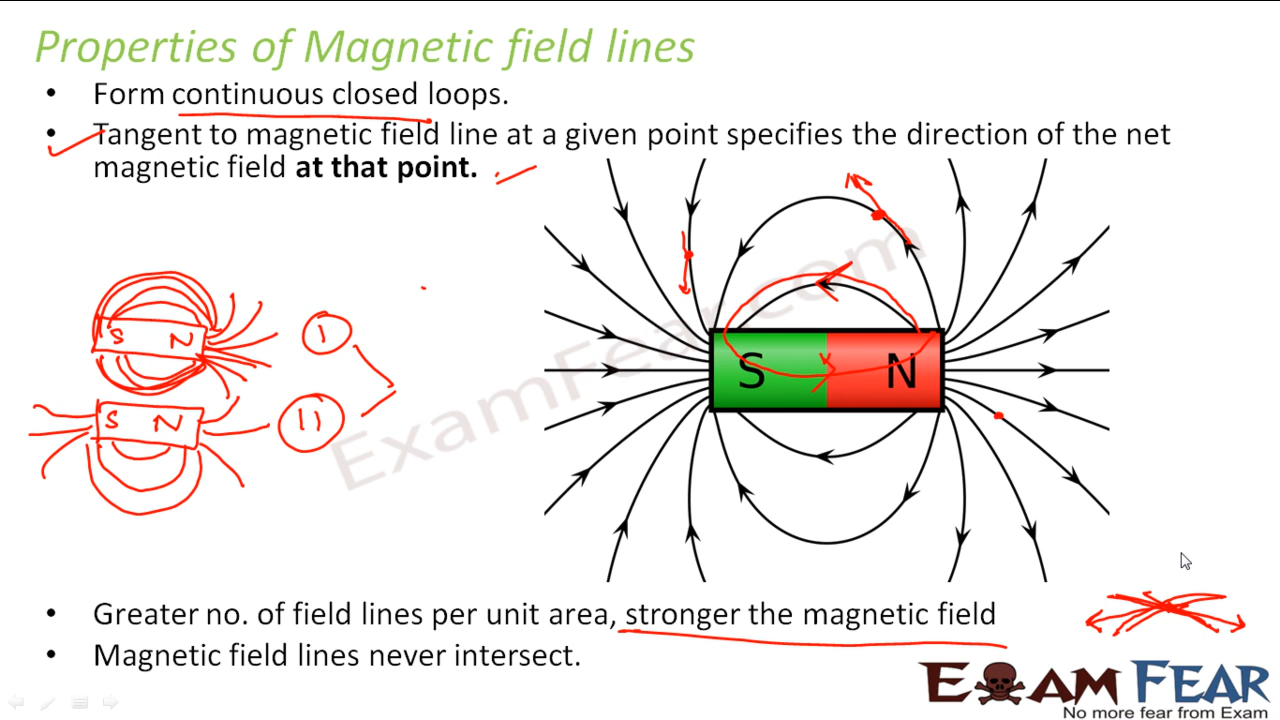 Properties of Magnetic field lines
• Form continuous closed loops.
• Tangent to magnetic field line at a given point specifies the direction of the net
magnetic field at that point.
ExamFear.com
S N
I
S N
II
S N
• Greater no. of field lines per unit area, stronger the magnetic field
• Magnetic field lines never intersect.
EXAM FEAR
No more fear from Exam